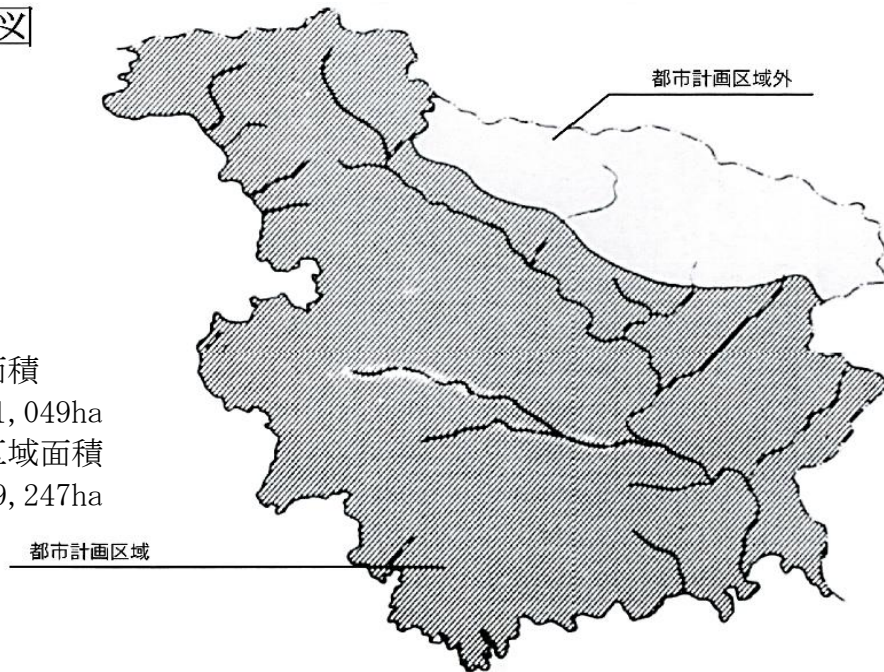 図
都市計画区域外
面積
1,049ha
区域面積
9,247ha
都市計画区域